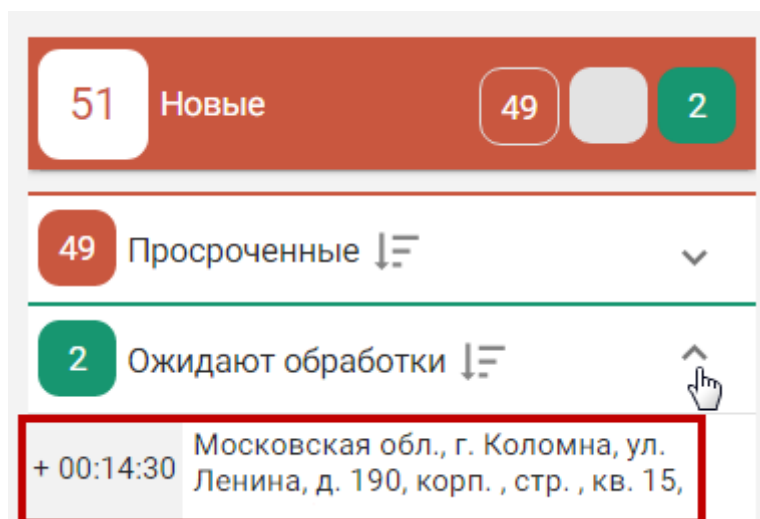 51 Новые 49 2
49 Просроченные
2 Ожидают обработки
+ 00:14:30 Московская обл., г. Коломна, ул.
Ленина, д. 190, корп. , стр. , кв. 15,